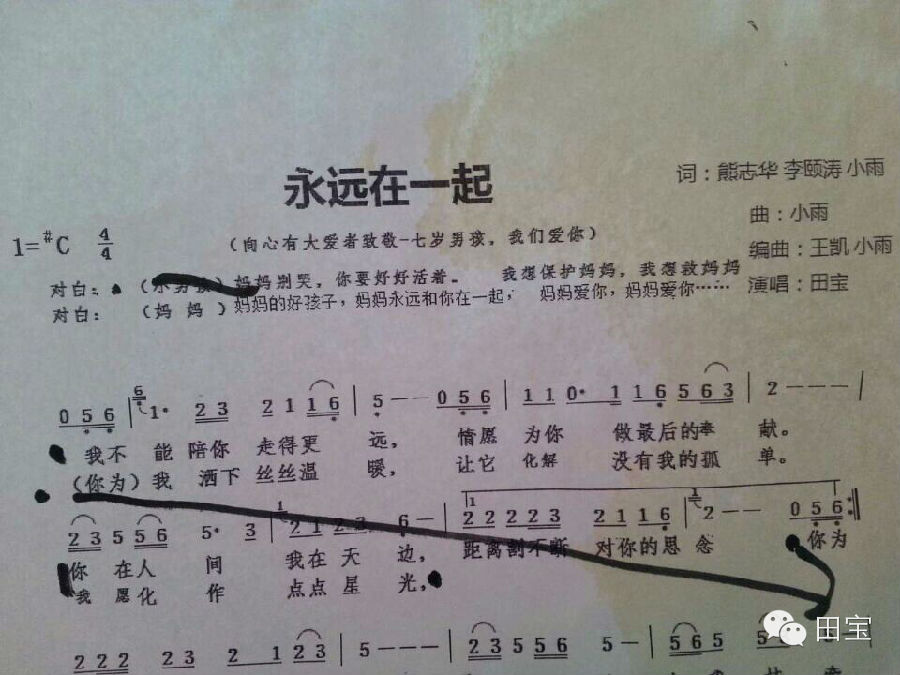 永远在一起
词：熊志华 李颐涛 小雨
曲：小雨
编曲：王凯 小雨
演唱：田宝
1=#C 4/4
（向心有大爱者致敬-七岁男孩，我们爱你）
对白：（小男孩）妈妈别哭，你要好好活着。 我想保护妈妈，我想救妈妈
对白：（妈妈）妈妈的好孩子，妈妈永远和你在一起； 妈妈爱你，妈妈爱你……
0 5 6 | 6 1· 2 3 2 1 1 6 | 5 — — 0 5 6 | 1 1 0· 1 1 6 5 6 3 | 2 — — — |
我不 能 陪你 走得更 远， 情愿 为你 做最后的奉 献。
（你为）我 洒下 丝丝温 暖， 让它 化解 没有我的孤 单。
2 3 5 5 6 5· 3 | 1 2 1 2 3 6 — | 1 2 2 2 2 3 2 1 1 6 | 1 2 — — 0 5 6 :||
你 在人 间 我在 天 边， 距离割不断 对你的思 念 你为
我 愿化 作 点点 星 光，
2 2 2 2 3 2 1 2 3 | 5 — — — | 2 3 5 5 6 5 5 | 5 6 5 5
田宝